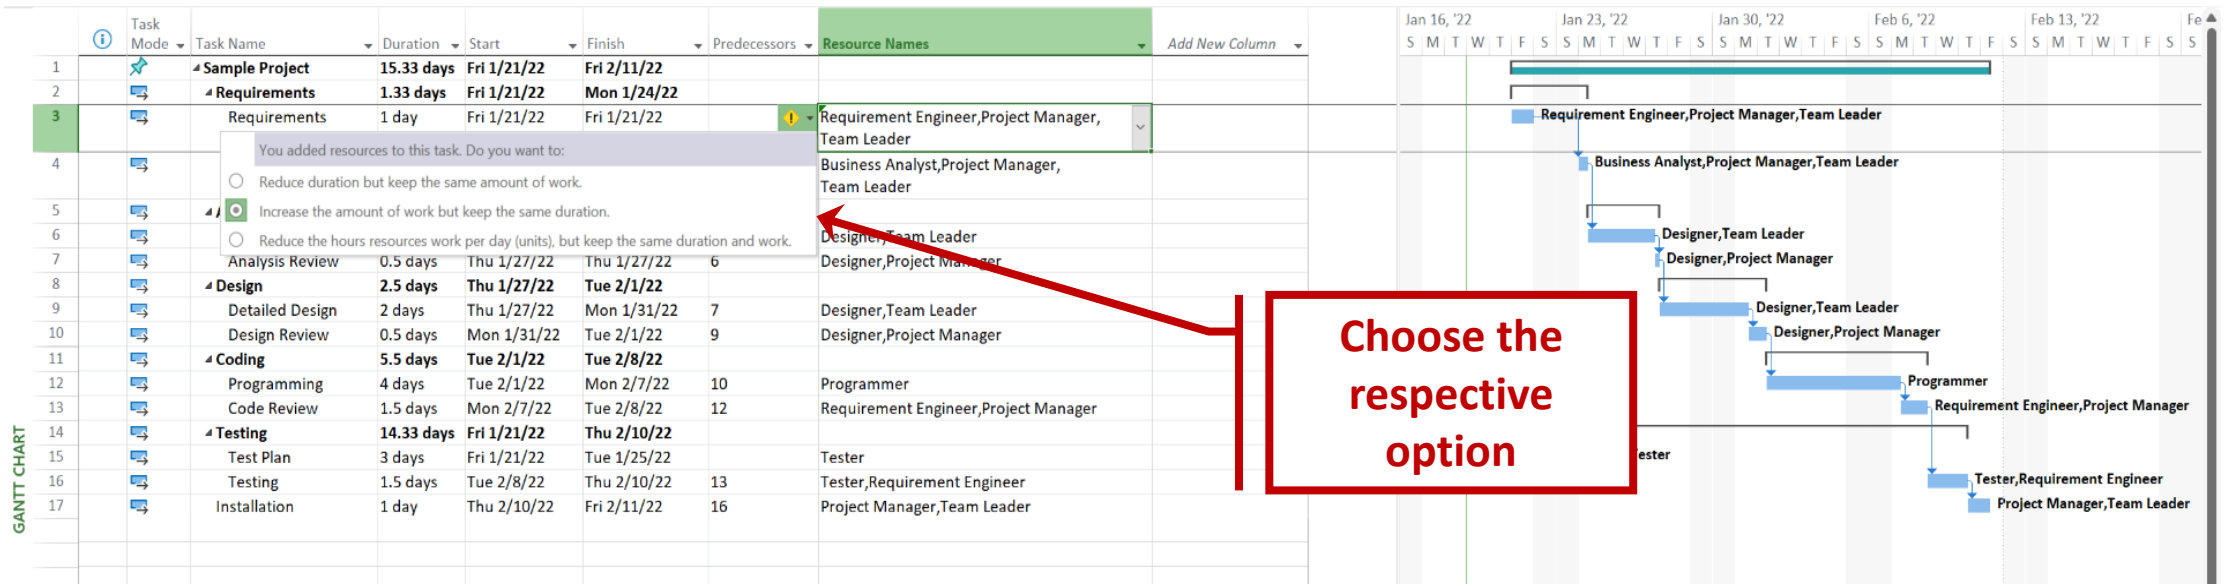 Task
Mode Task Name Duration Start Finish Predecessors Resource Names Add New Column
1 Sample Project 15.33 days Fri 1/21/22 Fri 2/11/22
2 Requirements 1.33 days Fri 1/21/22 Mon 1/24/22
3 Requirements 1 day Fri 1/21/22 Fri 1/21/22 Requirement Engineer,Project Manager,
Team Leader
You added resources to this task. Do you want to:
Reduce duration but keep the same amount of work.
Increase the amount of work but keep the same duration.
Reduce the hours resources work per day (units), but keep the same duration and work.
4 Business Analyst,Project Manager,
Team Leader
5
6 Designer,Team Leader
7 Analysis Review 0.5 days Thu 1/27/22 Thu 1/27/22 6 Designer,Project Manager
8 Design 2.5 days Thu 1/27/22 Tue 2/1/22
9 Detailed Design 2 days Thu 1/27/22 Mon 1/31/22 7 Designer,Team Leader
10 Design Review 0.5 days Mon 1/31/22 Tue 2/1/22 9 Designer,Project Manager
11 Coding 5.5 days Tue 2/1/22 Tue 2/8/22
12 Programming 4 days Tue 2/1/22 Mon 2/7/22 10 Programmer
13 Code Review 1.5 days Mon 2/7/22 Tue 2/8/22 12 Requirement Engineer,Project Manager
14 Testing 14.33 days Fri 1/21/22 Thu 2/10/22
15 Test Plan 3 days Fri 1/21/22 Tue 1/25/22 Tester
16 Testing 1.5 days Tue 2/8/22 Thu 2/10/22 13 Tester,Requirement Engineer
17 Installation 1 day Thu 2/10/22 Fri 2/11/22 16 Project Manager,Team Leader
GANTT CHART
Choose the
respective
option
Jan 16, '22 Jan 23, '22 Jan 30, '22 Feb 6, '22 Feb 13, '22 Fe
S M T W T F S S M T W T F S S M T W T F S S M T W T F S S M T W T F S S
Requirement Engineer,Project Manager,Team Leader
Business Analyst,Project Manager,Team Leader
Designer,Team Leader
Designer,Project Manager
Designer,Team Leader
Designer,Project Manager
Programmer
Requirement Engineer,Project Manager
ester
Tester,Requirement Engineer
Project Manager,Team Leader